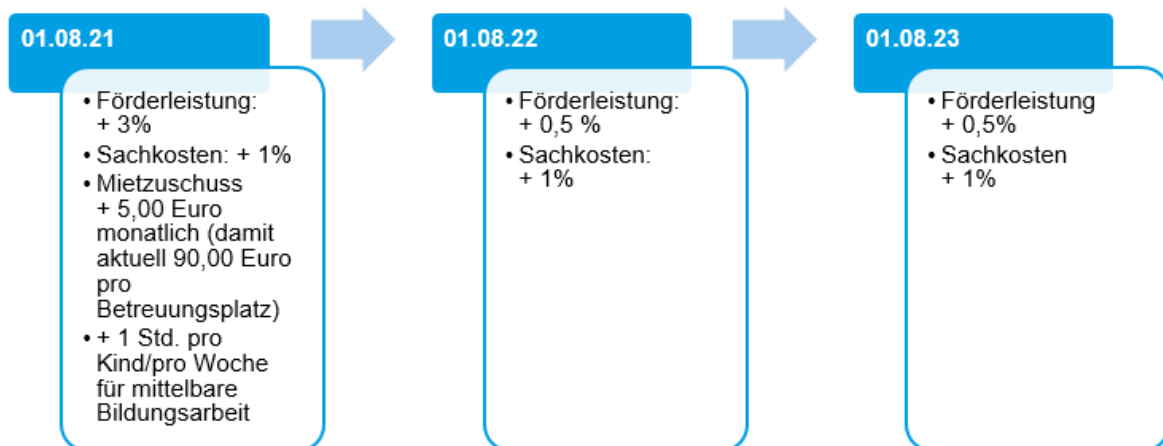 01.08.21
• Förderleistung:
+ 3%
• Sachkosten: + 1%
• Mietzuschuss
+ 5,00 Euro
monatlich (damit
aktuell 90,00 Euro
pro
Betreuungsplatz)
• + 1 Std. pro
Kind/pro Woche
für mittelbare
Bildungsarbeit
01.08.22
• Förderleistung:
+ 0,5 %
• Sachkosten:
+ 1%
01.08.23
• Förderleistung
+ 0,5%
• Sachkosten
+ 1%